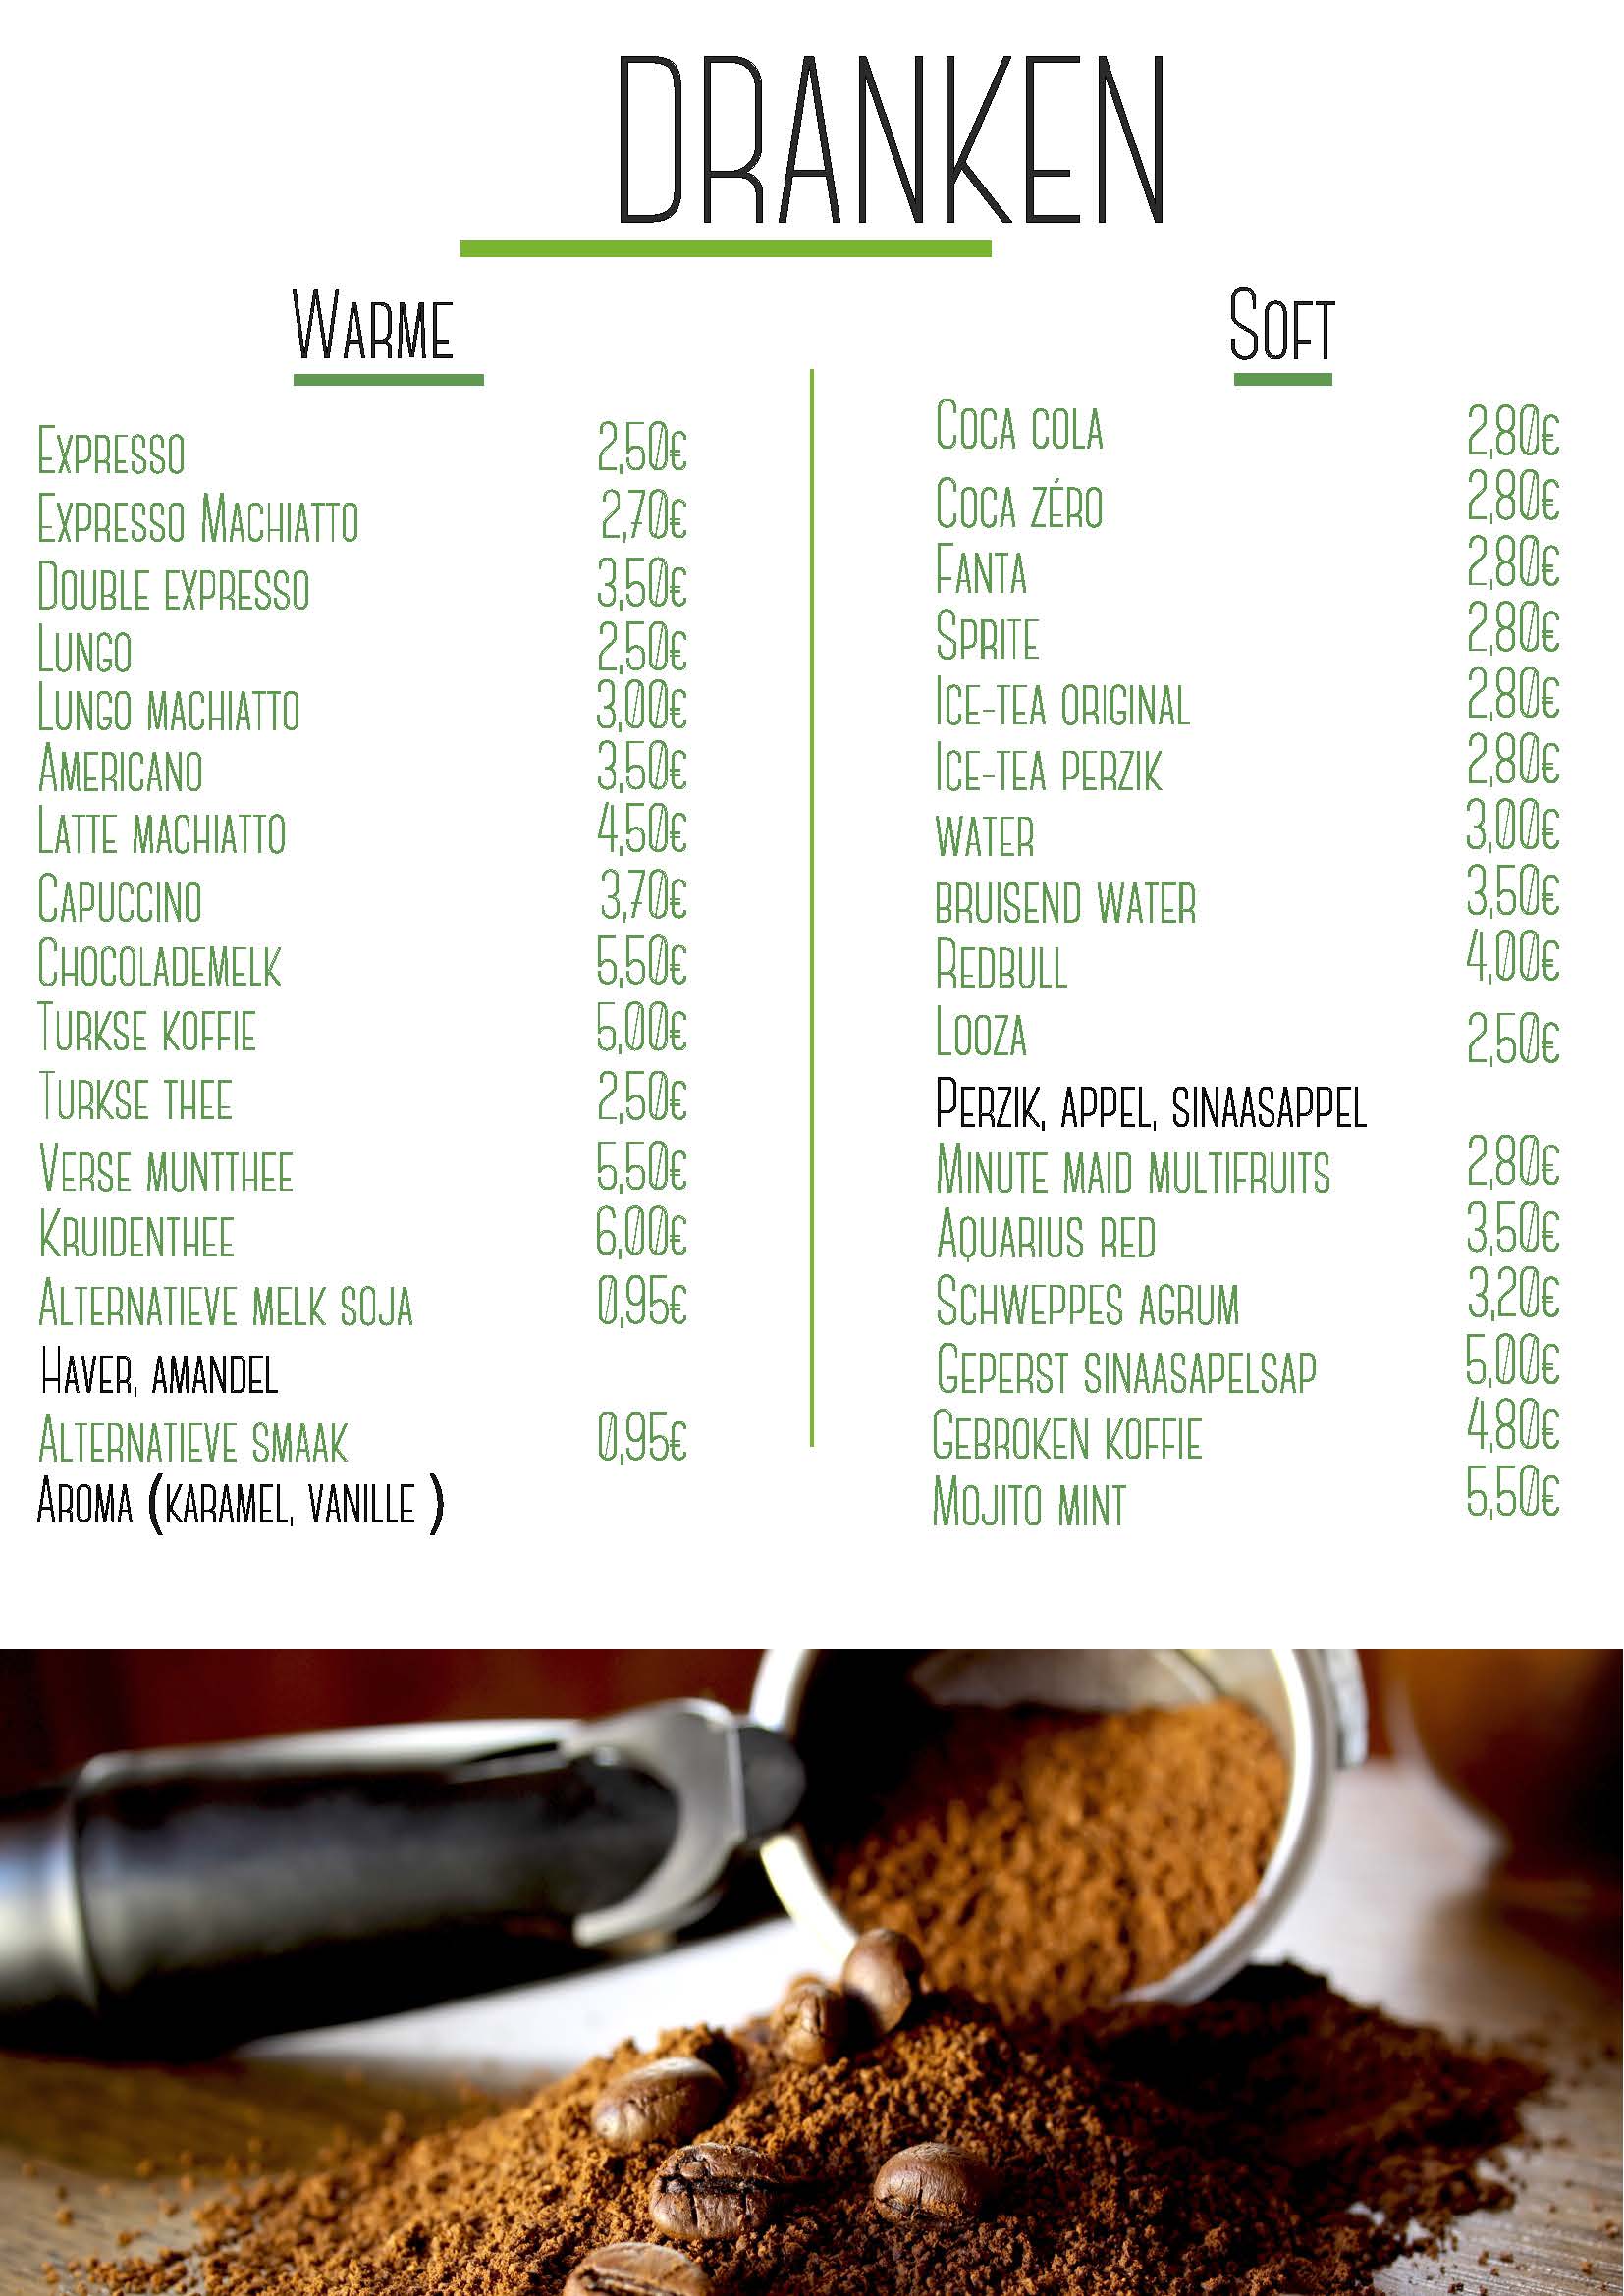 DRANKEN
Warme
Expresso 2,50€
Expresso Machiatto 2,70€
Double expresso 3,50€
Lungo 2,50€
Lungo machiatto 3,00€
Americano 3,50€
Latte machiatto 4,50€
Capuccino 3,70€
Chocolademelk 5,50€
Turkse koffie 5,00€
Turkse thee 2,50€
Verse muntthee 5,50€
Kruidenthee 6,00€
Alternatieve melk soja 0,95€
Haver, amandel
Alternatieve smaak 0,95€
Aroma (karamel, vanille )
Soft
Coca cola 2,80€
Coca zéro 2,80€
Fanta 2,80€
Sprite 2,80€
Ice-tea original 2,80€
Ice-tea perzik 2,80€
water 3,00€
bruisend water 3,50€
Redbull 4,00€
Looza 2,50€
Perzik, appel, sinaasappel
Minute maid multifruits 2,80€
Aquarius red 3,50€
Schweppes agrum 3,20€
Geperst sinaasapelsap 5,00€
Gebroken koffie 4,80€
Mojito mint 5,50€